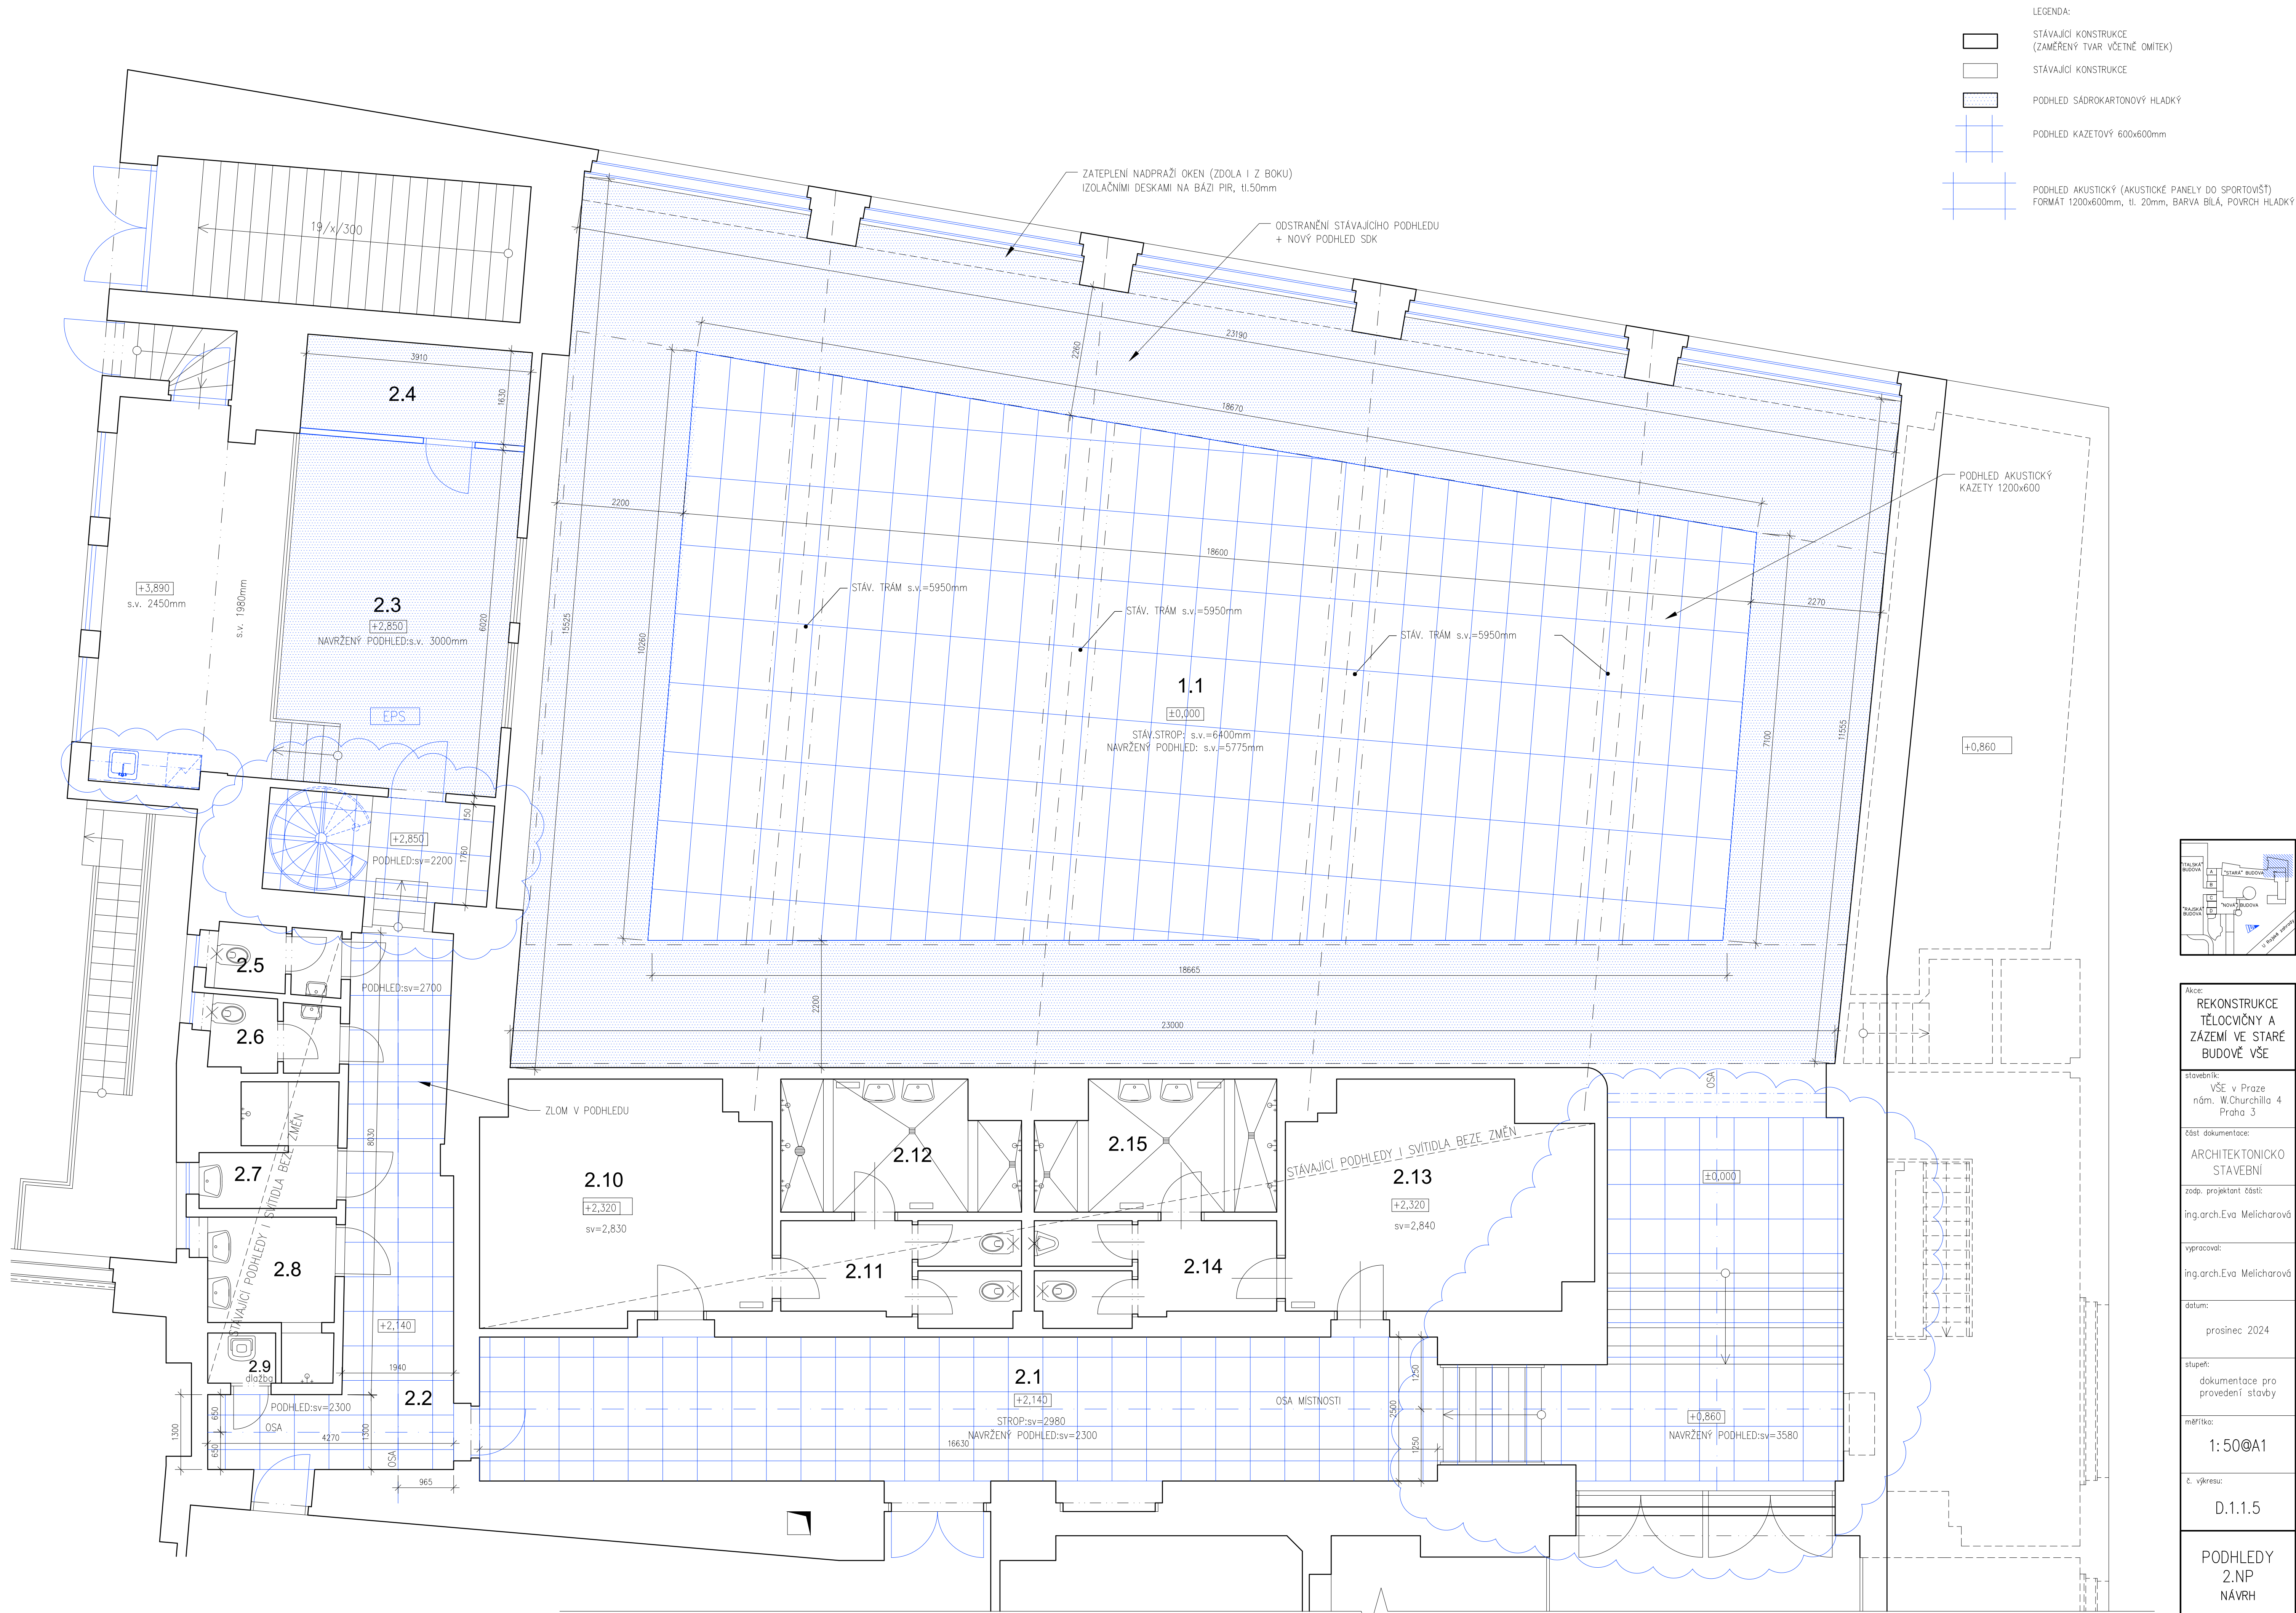 LEGENDA:
STÁVAJÍCÍ KONSTRUKCE
(ZAMĚŘENÝ TVAR VČETNĚ OMÍTEK)
STÁVAJÍCÍ KONSTRUKCE
PODHLED SÁDROKARTONOVÝ HLADKÝ
PODHLED KAZETOVÝ 600x600mm
PODHLED AKUSTICKÝ (AKUSTICKÉ PANELY DO SPORTOVIŠŤ)
FORMÁT 1200x600mm, tl. 20mm, BARVA BÍLÁ, POVRCH HLADKÝ
ZATEPLENÍ NADPRAŽÍ OKEN (ZDOLA I Z BOKU)
IZOLAČNÍMI DESKAMI NA BÁZI PIR, tl.50mm
ODSTRANĚNÍ STÁVAJÍCÍHO PODHLEDU
+ NOVÝ PODHLED SDK
19/x/300
23190
2260
18670
3910
2.4
1630
PODHLED AKUSTICKÝ
KAZETY 1200x600
2200
18600
2270
STÁV. TRÁM s.v.=5950mm
STÁV. TRÁM s.v.=5950mm
STÁV. TRÁM s.v.=5950mm
+3,890
s.v. 2450mm
s.v. 1980mm
2.3
+2,850
NAVRŽENÝ PODHLED:s.v. 3000mm
6020
15525
10260
EPS
1.1
±0,000
STÁV.STROP: s.v.=6400mm
NAVRŽENÝ PODHLED: s.v.=5775mm
7100
11555
+0,860
150
+2,850
PODHLED:sv=2200
1760
2.5
PODHLED:sv=2700
2.6
18665
2200
23000
OSA
ZLOM V PODHLEDU
8030
STÁVAJÍCÍ PODHLEDY I SVÍTIDLA BEZE ZMĚN
2.7
2.8
+2,140
2.9
dlažba
1940
2.2
PODHLED:sv=2300
OSA
4270
1300
650
650
1300
OSA
965
2.10
+2,320
sv=2,830
2.12
2.15
STÁVAJÍCÍ PODHLEDY I SVÍTIDLA BEZE ZMĚN
2.13
+2,320
sv=2,840
2.11
2.14
±0,000
2.1
+2,140
STROP:sv=2980
NAVRŽENÝ PODHLED:sv=2300
16630
OSA MÍSTNOSTI
1250
2500
1250
+0,860
NAVRŽENÝ PODHLED:sv=3580
"ITALSKÁ"
BUDOVA
A
B
C
D
"STARÁ" BUDOVA
"NOVÁ" BUDOVA
"RAJSKÁ"
BUDOVA
U Rajské zahrady
Akce:
REKONSTRUKCE
TĚLOCVIČNY A
ZÁZEMÍ VE STARÉ
BUDOVĚ VŠE
stavebník:
VŠE v Praze
nám. W.Churchilla 4
Praha 3
část dokumentace:
ARCHITEKTONICKO
STAVEBNÍ
zodp. projektant části:
ing.arch.Eva Melicharová
vypracoval:
ing.arch.Eva Melicharová
datum:
prosinec 2024
stupeň:
dokumentace pro
provedení stavby
měřítko:
1:50@A1
č. výkresu:
D.1.1.5
PODHLEDY
2.NP
NÁVRH